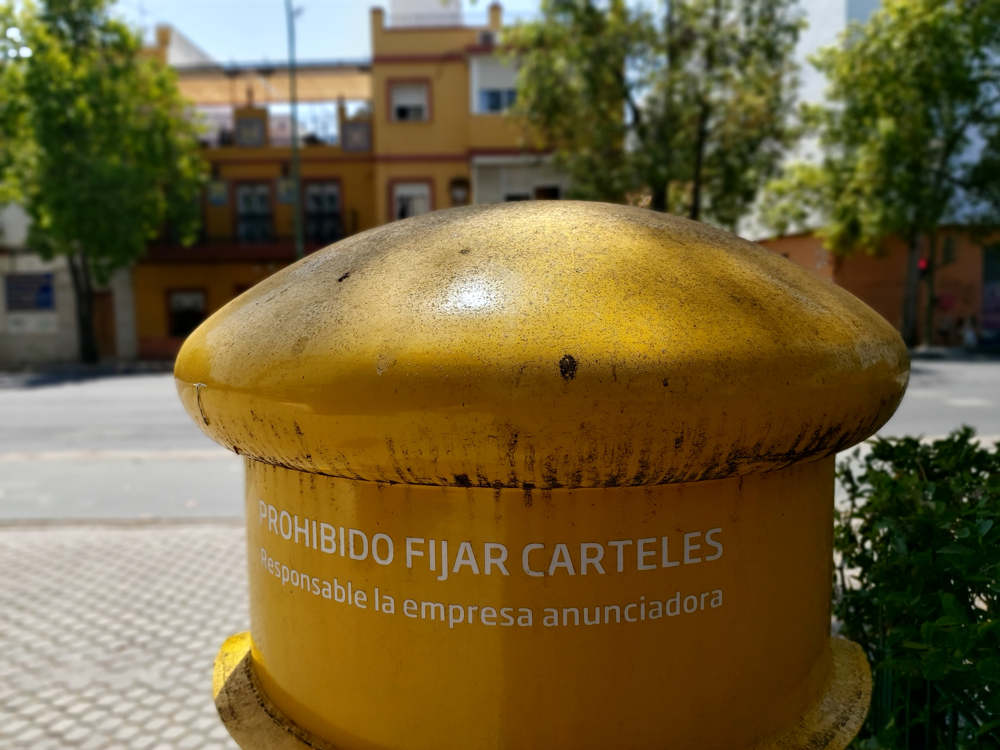 PROHIBIDO FIJAR CARTELES
Responsable la empresa anunciadora